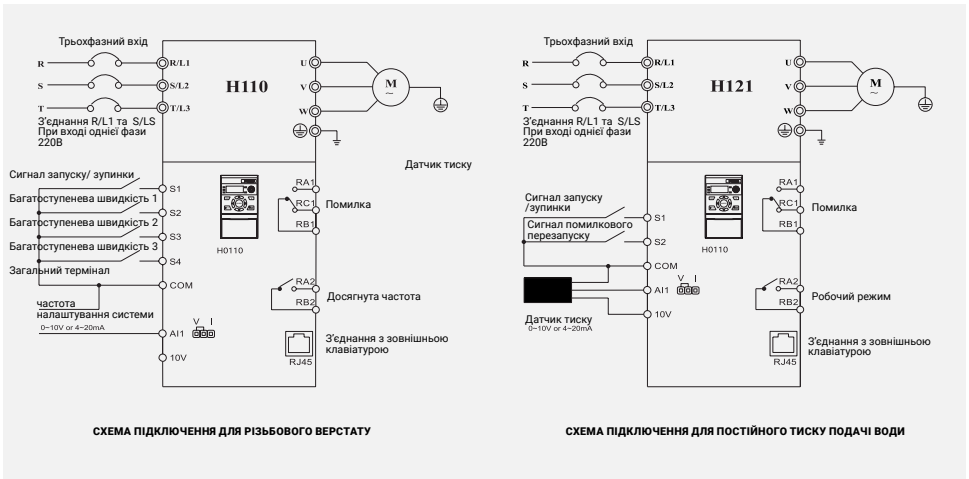 Трьохфазний вхід
R
R/L1
S
S/L2
T
T/L3
H110
U
V
W
M
~
З'єднання R/L1 та S/LS
При вході однієї фази
220В
Датчик тиску
Сигнал запуску/ зупинки
S1
Багатоступенева швидкість 1
S2
Багатоступенева швидкість 2
S3
Багатоступенева швидкість 3
S4
Загальний термінал
COM
частота
налаштування системи
0~10V or 4~20mA
AI1
V I
10V
H0110
RA1
RC1
RB1
Помилка
RA2
RB2
Досягнута частота
RJ45
З'єднання з зовнішньою
клавіатурою
СХЕМА ПІДКЛЮЧЕННЯ ДЛЯ РІЗЬБОВОГО ВЕРСТАТУ
Трьохфазний вхід
R
R/L1
S
S/L2
T
T/L3
H121
U
V
W
M
~
З'єднання R/L1 та S/LS
При вході однієї фази
220В
Сигнал запуску
/зупинки
S1
Сигнал помилкового
перезапуску
S2
COM
AI1
V I
10V
Датчик тиску
0~10V or 4~20mA
H0110
RA1
RC1
RB1
Помилка
RA2
RB2
Робочий режим
RJ45
З'єднання з зовнішньою
клавіатурою
СХЕМА ПІДКЛЮЧЕННЯ ДЛЯ ПОСТІЙНОГО ТИСКУ ПОДАЧІ ВОДИ